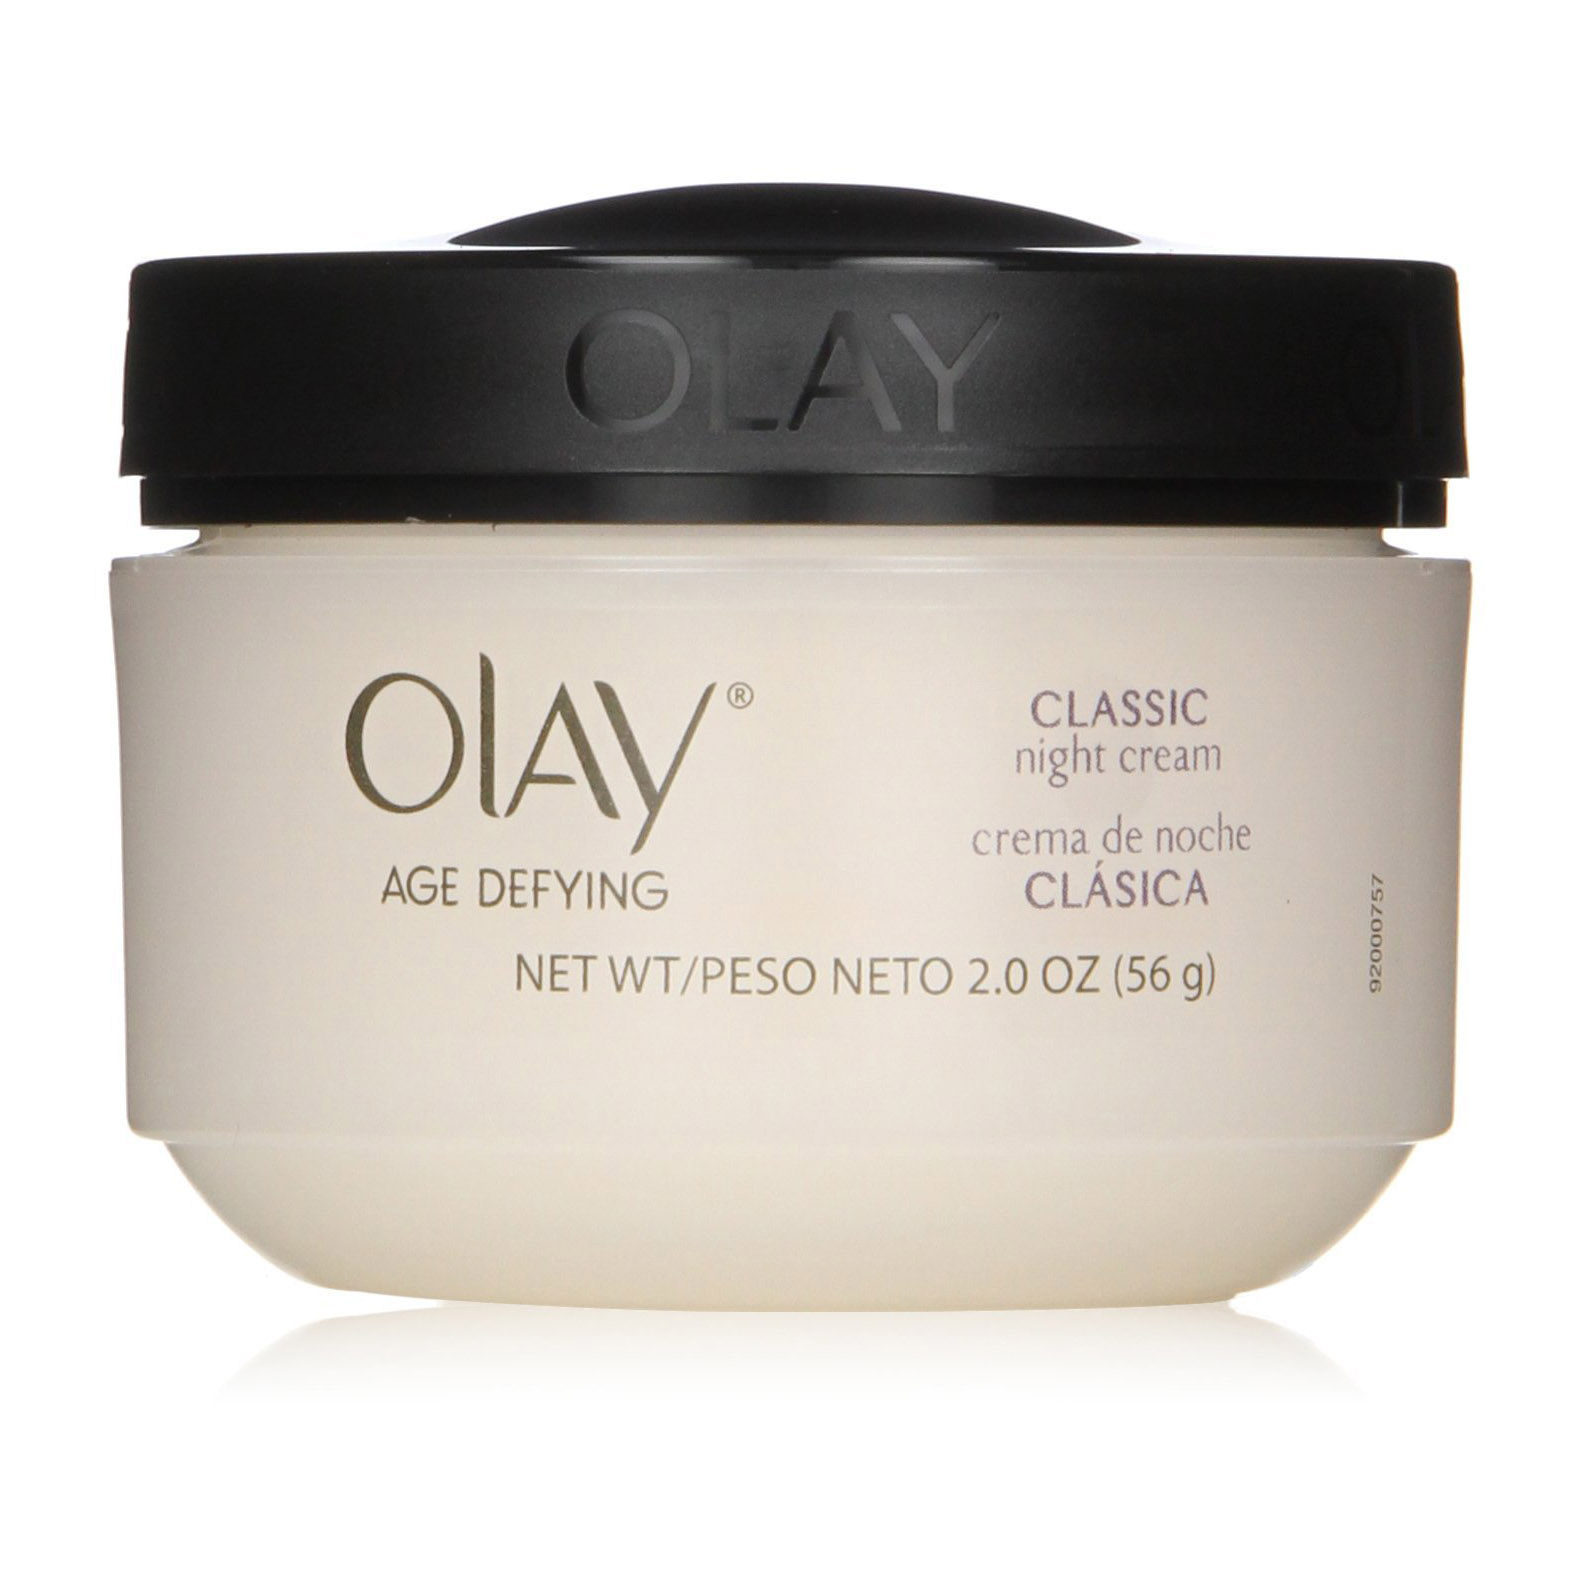 OLAY
Olay®
AGE DEFYING
CLASSIC
night cream
crema de noche
CLÁSICA
NET WT/PESO NETO 2.0 OZ (56 g)
92000757